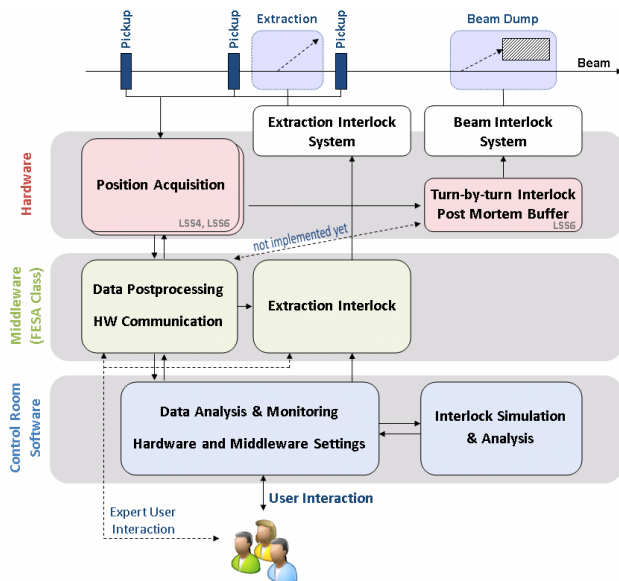 Pickup
Pickup
Extraction
Pickup
Beam Dump
Beam
Extraction Interlock
System
Beam Interlock
System
Hardware
Position Acquisition
LSS4, LSS6
Turn-by-turn Interlock
Post Mortem Buffer
LSS6
not implemented yet
Middleware
(FESA Class)
Data Postprocessing
HW Communication
Extraction Interlock
Control Room
Software
Data Analysis & Monitoring
Hardware and Middleware Settings
Interlock Simulation
& Analysis
User Interaction
Expert User
Interaction